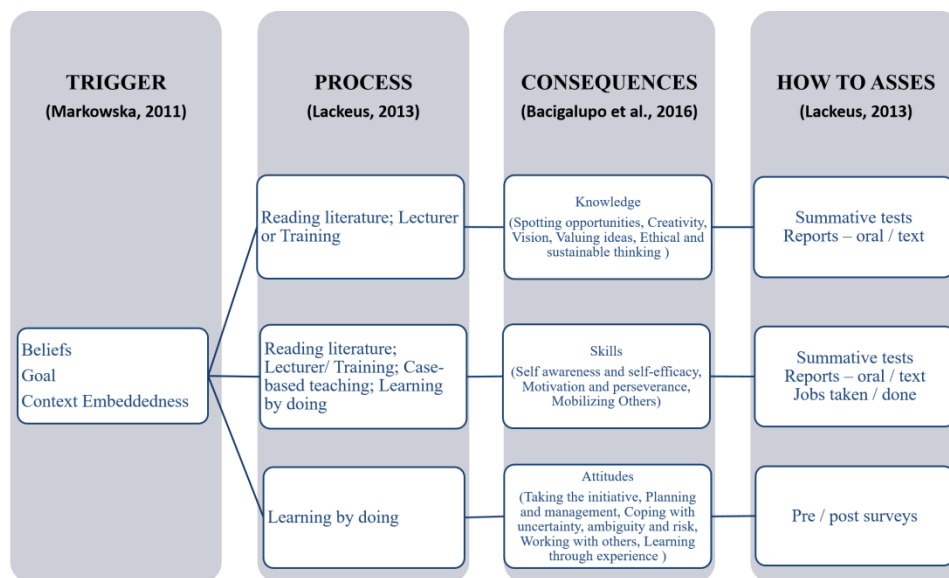 TRIGGER
(Markowska, 2011)
PROCESS
(Lackeus, 2013)
CONSEQUENCES
(Bacigalupo et al., 2016)
HOW TO ASSES
(Lackeus, 2013)
Beliefs
Goal
Context Embeddedness
Reading literature; Lecturer
or Training
Knowledge
(Spotting opportunities, Creativity,
Vision, Valuing ideas, Ethical and
sustainable thinking )
Summative tests
Reports – oral / text
Reading literature;
Lecturer/ Training; Case-
based teaching; Learning
by doing
Skills
(Self awareness and self-efficacy,
Motivation and perseverance,
Mobilizing Others)
Summative tests
Reports – oral / text
Jobs taken / done
Learning by doing
Attitudes
(Taking the initiative, Planning
and management, Coping with
uncertainty, ambiguity and risk,
Working with others, Learning
through experience )
Pre / post surveys